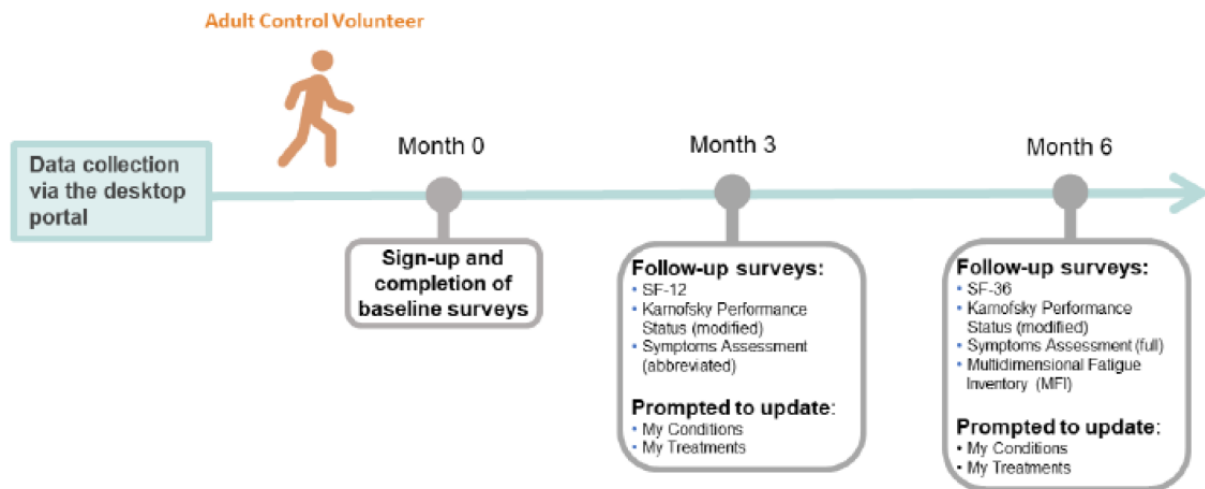 Adult Control Volunteer
Data collection
via the desktop
portal
Month 0
Sign-up and
completion of
baseline surveys
Month 3
Follow-up surveys:
• SF-12
• Karnofsky Performance
Status (modified)
• Symptoms Assessment
(abbreviated)
Prompted to update:
• My Conditions
• My Treatments
Month 6
Follow-up surveys:
• SF-36
• Karnofsky Performance
Status (modified)
• Symptoms Assessment (full)
• Multidimensional Fatigue
Inventory (MFI)
Prompted to update:
• My Conditions
• My Treatments